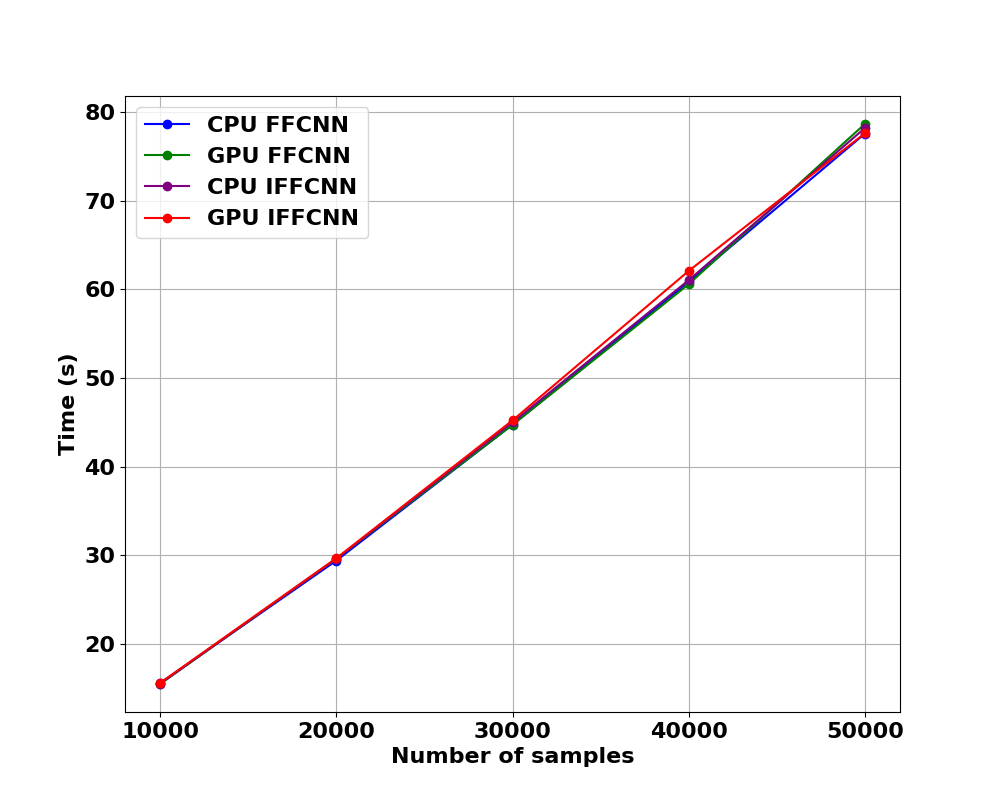 80
70
60
50
40
30
20
Time (s)
CPU FFCNN
GPU FFCNN
CPU IFFCNN
GPU IFFCNN
10000 20000 30000 40000 50000
Number of samples